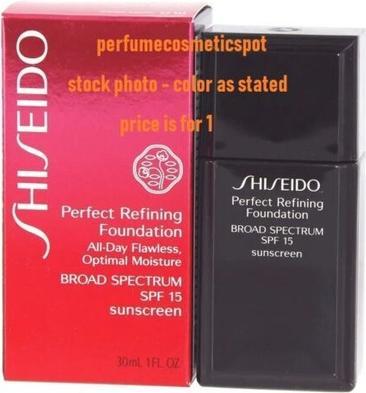 perfumecosmeticspot
stock photo - color as stated
price is for 1
SHISEIDO
Perfect Refining
Foundation
All-Day Flawless,
Optimal Moisture
BROAD SPECTRUM
SPF 15
sunscreen
30mL 1FL. OZ
SHISEIDO
Perfect Refining
Foundation
BROAD SPECTRUM
SPF 15
sunscreen